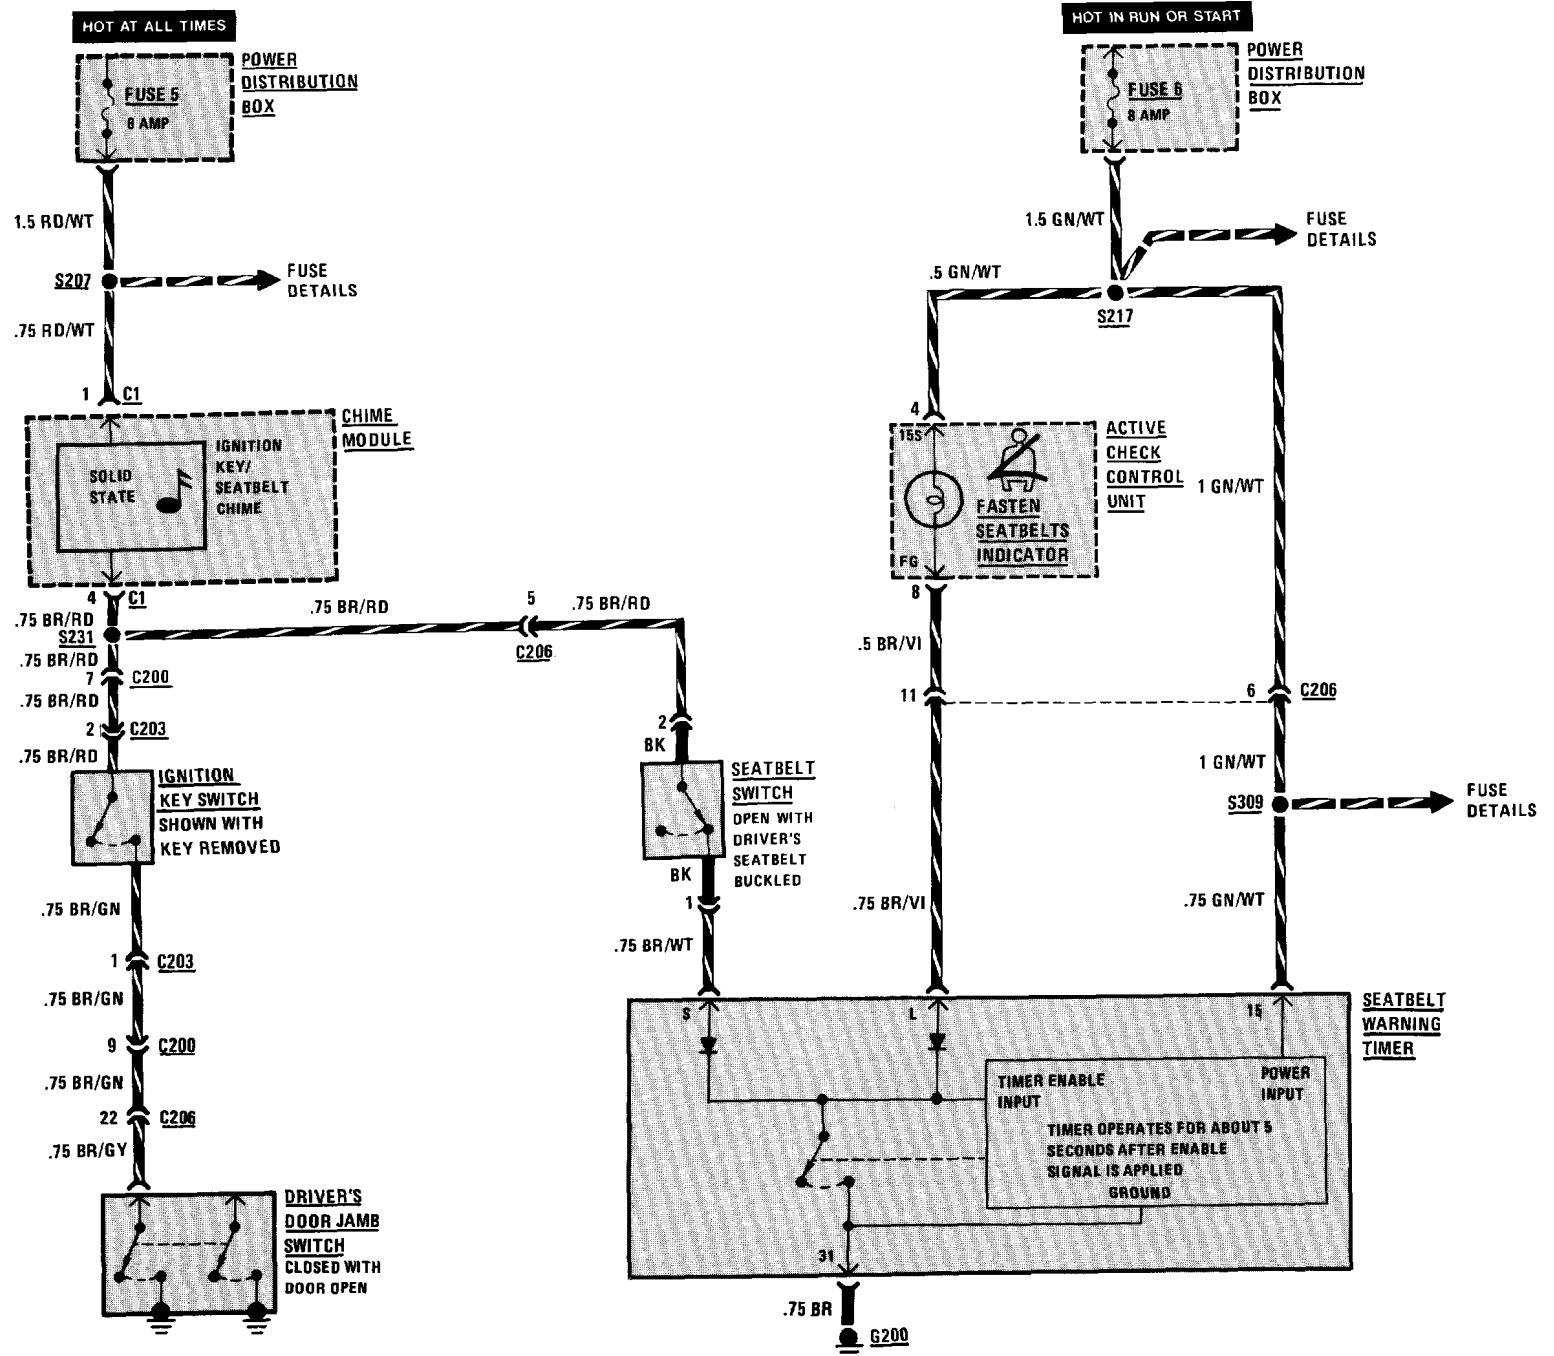 HOT AT ALL TIMES
FUSE 5
8 AMP
POWER
DISTRIBUTION
BOX
1.5 RD/WT
S207
FUSE
DETAILS
.75 RD/WT
1
C1
CHIME
MODULE
SOLID
STATE
IGNITION
KEY/
SEATBELT
CHIME
4
C1
.75 BR/RD
S231
.75 BR/RD
7
C200
.75 BR/RD
2
C203
.75 BR/RD
IGNITION
KEY SWITCH
SHOWN WITH
KEY REMOVED
.75 BR/GN
1
C203
.75 BR/GN
9
C200
.75 BR/GN
22
C206
.75 BR/GY
DRIVER'S
DOOR JAMB
SWITCH
CLOSED WITH
DOOR OPEN
.75 BR/RD
5
C206
.75 BR/RD
2
BK
SEATBELT
SWITCH
OPEN WITH
DRIVER'S
SEATBELT
BUCKLED
BK
1
.75 BR/WT
HOT IN RUN OR START
FUSE 6
8 AMP
POWER
DISTRIBUTION
BOX
1.5 GN/WT
FUSE
DETAILS
.5 GN/WT
S217
4
15S
FASTEN
SEATBELTS
INDICATOR
FG
ACTIVE
CHECK
CONTROL
UNIT
8
.5 BR/VI
11
.75 BR/VI
1 GN/WT
6
C206
1 GN/WT
S309
FUSE
DETAILS
.75 GN/WT
SEATBELT
WARNING
TIMER
S
L
15
TIMER ENABLE
INPUT
POWER
INPUT
TIMER OPERATES FOR ABOUT 5
SECONDS AFTER ENABLE
SIGNAL IS APPLIED
GROUND
31
.75 BR
G200